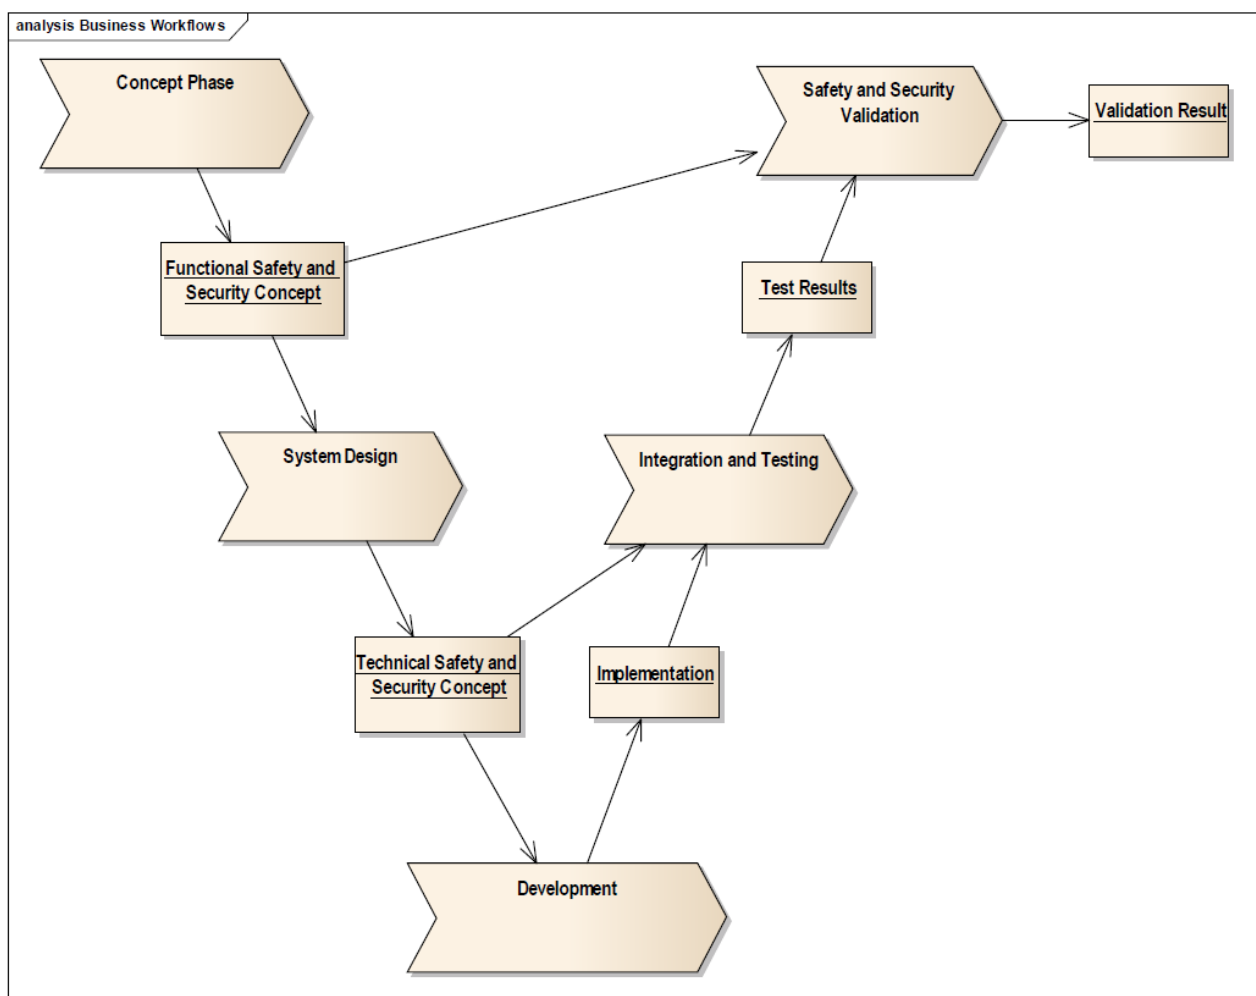 analysis Business Workflows
Concept Phase
Safety and Security
Validation
Validation Result
Functional Safety and
Security Concept
Test Results
System Design
Integration and Testing
Technical Safety and
Security Concept
Implementation
Development